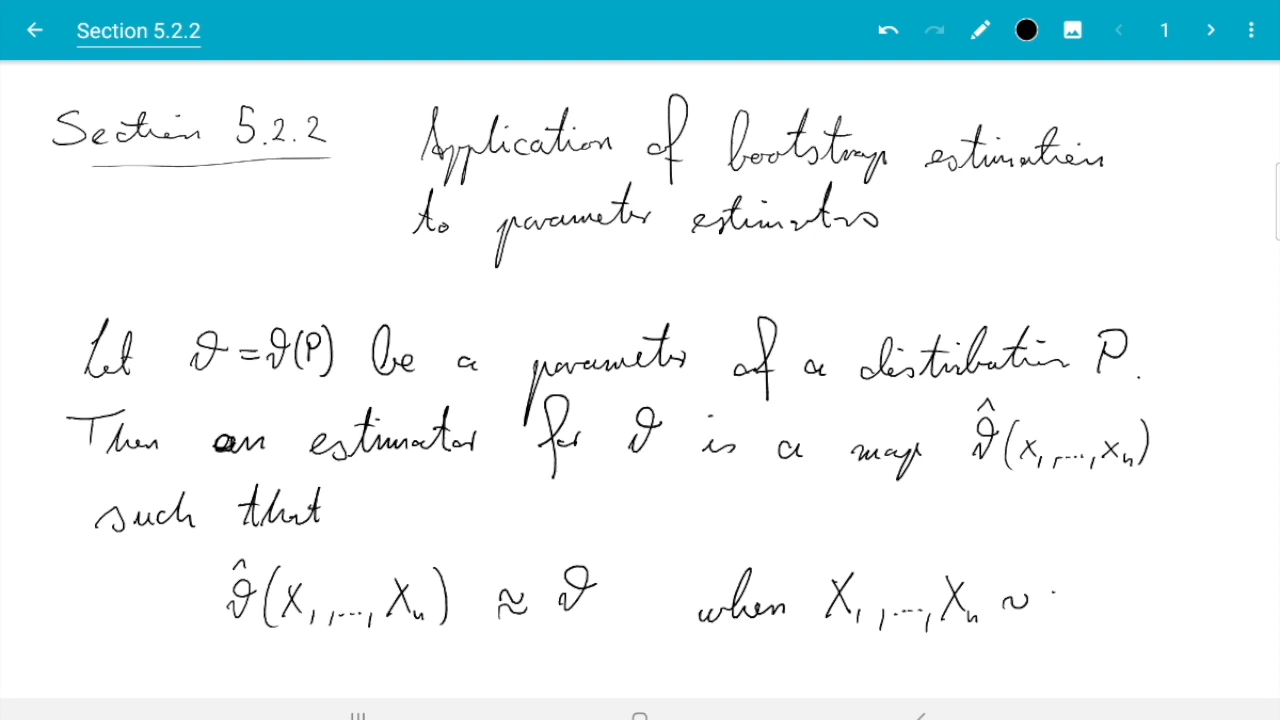 Section 5.2.2
1
Section 5.2.2 Application of bootstrap estimation
to parameter estimators
Let ϑ = ϑ(P) be a parameter of a distribution P.
Then an estimator for ϑ is a map ϑ̂(x₁,...,xₙ)
such that
ϑ̂(X₁,...,Xₙ) ≈ ϑ when X₁,...,Xₙ ~